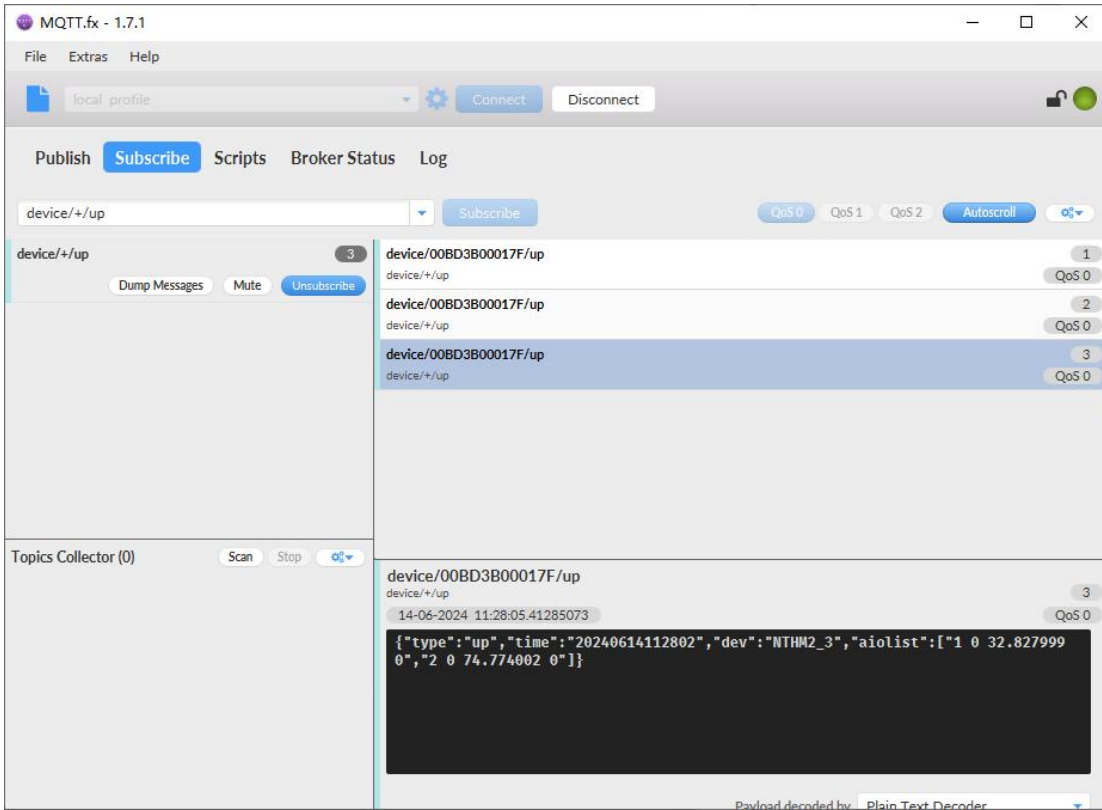 MQTT.fx - 1.7.1
File Extras Help
local profile Connect Disconnect
Publish Subscribe Scripts Broker Status Log
device/+/up Subscribe QoS 0 QoS 1 QoS 2 Autoscroll
device/+/up 3
Dump Messages Mute Unsubscribe
device/00BD3B00017F/up 1
device/+/up QoS 0
device/00BD3B00017F/up 2
device/+/up QoS 0
device/00BD3B00017F/up 3
device/+/up QoS 0
Topics Collector (0) Scan Stop
device/00BD3B00017F/up
device/+/up 3
14-06-2024 11:28:05.41285073 QoS 0
{"type":"up","time":"20240614112802","dev":"NTHM2_3","aiolist":["1 0 32.827999
0","2 0 74.774002 0"]}
Payload decoded by Plain Text Decoder